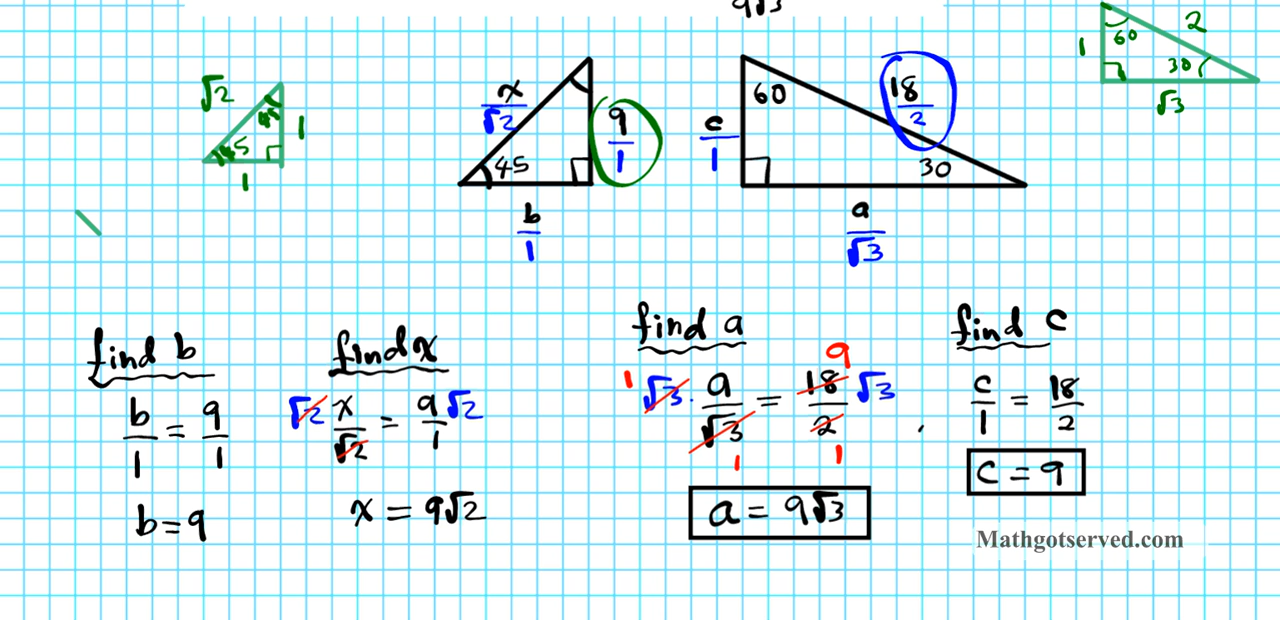 9√3
√2
45
45
1
1
x/√2
45
9/1
b/1
60
18/2
c/1
30
a/√3
1
60
2
30
√3
find b
b/1 = 9/1
b = 9
find x
√2 x/√2 = 9/1 √2
x = 9√2
find a
9
1 √3 · a/√3 = 18/2 √3
1 1
a = 9√3
find c
c/1 = 18/2
c = 9
Mathgotserved.com